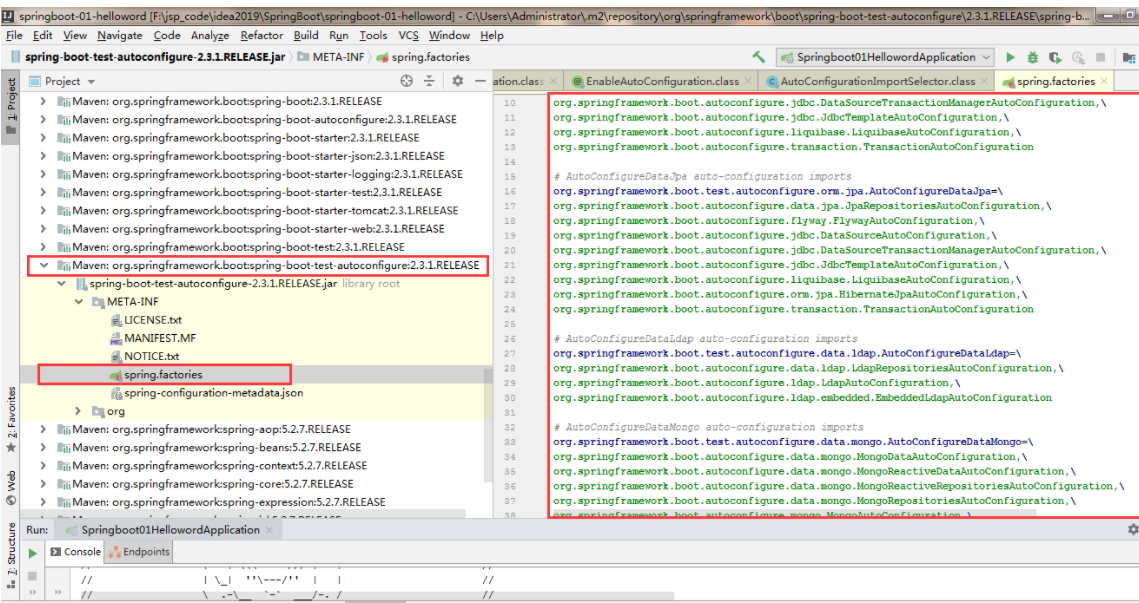 springboot-01-helloword [F:\jsp_code\idea2019\SpringBoot\springboot-01-helloword] - C:\Users\Administrator\.m2\repository\org\springframework\boot\spring-boot-test-autoconfigure\2.3.1.RELEASE\spring-b...
File Edit View Navigate Code Analyze Refactor Build Run Tools VCS Window Help
spring-boot-test-autoconfigure-2.3.1.RELEASE.jar META-INF spring.factories Springboot01HellowordApplication
1: Project
Project
ation.class EnableAutoConfiguration.class AutoConfigurationImportSelector.class spring.factories
Maven: org.springframework.boot:spring-boot:2.3.1.RELEASE
Maven: org.springframework.boot:spring-boot-autoconfigure:2.3.1.RELEASE
Maven: org.springframework.boot:spring-boot-starter:2.3.1.RELEASE
Maven: org.springframework.boot:spring-boot-starter-json:2.3.1.RELEASE
Maven: org.springframework.boot:spring-boot-starter-logging:2.3.1.RELEASE
Maven: org.springframework.boot:spring-boot-starter-test:2.3.1.RELEASE
Maven: org.springframework.boot:spring-boot-starter-tomcat:2.3.1.RELEASE
Maven: org.springframework.boot:spring-boot-starter-web:2.3.1.RELEASE
Maven: org.springframework.boot:spring-boot-test:2.3.1.RELEASE
Maven: org.springframework.boot:spring-boot-test-autoconfigure:2.3.1.RELEASE
spring-boot-test-autoconfigure-2.3.1.RELEASE.jar library root
META-INF
LICENSE.txt
MANIFEST.MF
NOTICE.txt
spring.factories
spring-configuration-metadata.json
org
Maven: org.springframework:spring-aop:5.2.7.RELEASE
Maven: org.springframework:spring-beans:5.2.7.RELEASE
Maven: org.springframework:spring-context:5.2.7.RELEASE
Maven: org.springframework:spring-core:5.2.7.RELEASE
Maven: org.springframework:spring-expression:5.2.7.RELEASE
10 org.springframework.boot.autoconfigure.jdbc.DataSourceTransactionManagerAutoConfiguration,\
11 org.springframework.boot.autoconfigure.jdbc.JdbcTemplateAutoConfiguration,\
12 org.springframework.boot.autoconfigure.liquibase.LiquibaseAutoConfiguration,\
13 org.springframework.boot.autoconfigure.transaction.TransactionAutoConfiguration
14
15 # AutoConfigureDataJpa auto-configuration imports
16 org.springframework.boot.test.autoconfigure.orm.jpa.AutoConfigureDataJpa=\
17 org.springframework.boot.autoconfigure.data.jpa.JpaRepositoriesAutoConfiguration,\
18 org.springframework.boot.autoconfigure.flyway.FlywayAutoConfiguration,\
19 org.springframework.boot.autoconfigure.jdbc.DataSourceAutoConfiguration,\
20 org.springframework.boot.autoconfigure.jdbc.DataSourceTransactionManagerAutoConfiguration,\
21 org.springframework.boot.autoconfigure.jdbc.JdbcTemplateAutoConfiguration,\
22 org.springframework.boot.autoconfigure.liquibase.LiquibaseAutoConfiguration,\
23 org.springframework.boot.autoconfigure.orm.jpa.HibernateJpaAutoConfiguration,\
24 org.springframework.boot.autoconfigure.transaction.TransactionAutoConfiguration
25
26 # AutoConfigureDataLdap auto-configuration imports
27 org.springframework.boot.test.autoconfigure.data.ldap.AutoConfigureDataLdap=\
28 org.springframework.boot.autoconfigure.data.ldap.LdapRepositoriesAutoConfiguration,\
29 org.springframework.boot.autoconfigure.ldap.LdapAutoConfiguration,\
30 org.springframework.boot.autoconfigure.ldap.embedded.EmbeddedLdapAutoConfiguration
31
32 # AutoConfigureDataMongo auto-configuration imports
33 org.springframework.boot.test.autoconfigure.data.mongo.AutoConfigureDataMongo=\
34 org.springframework.boot.autoconfigure.data.mongo.MongoDataAutoConfiguration,\
35 org.springframework.boot.autoconfigure.data.mongo.MongoReactiveDataAutoConfiguration,\
36 org.springframework.boot.autoconfigure.data.mongo.MongoReactiveRepositoriesAutoConfiguration,\
37 org.springframework.boot.autoconfigure.data.mongo.MongoRepositoriesAutoConfiguration,\
38 org.springframework.boot.autoconfigure.mongo.MongoAutoConfiguration,\
2: Favorites
Web
7: Structure
Run: Springboot01HellowordApplication
Console Endpoints
// | \_| ''\---/'' | | //
// \ .-\__ `-` ___/-. / //